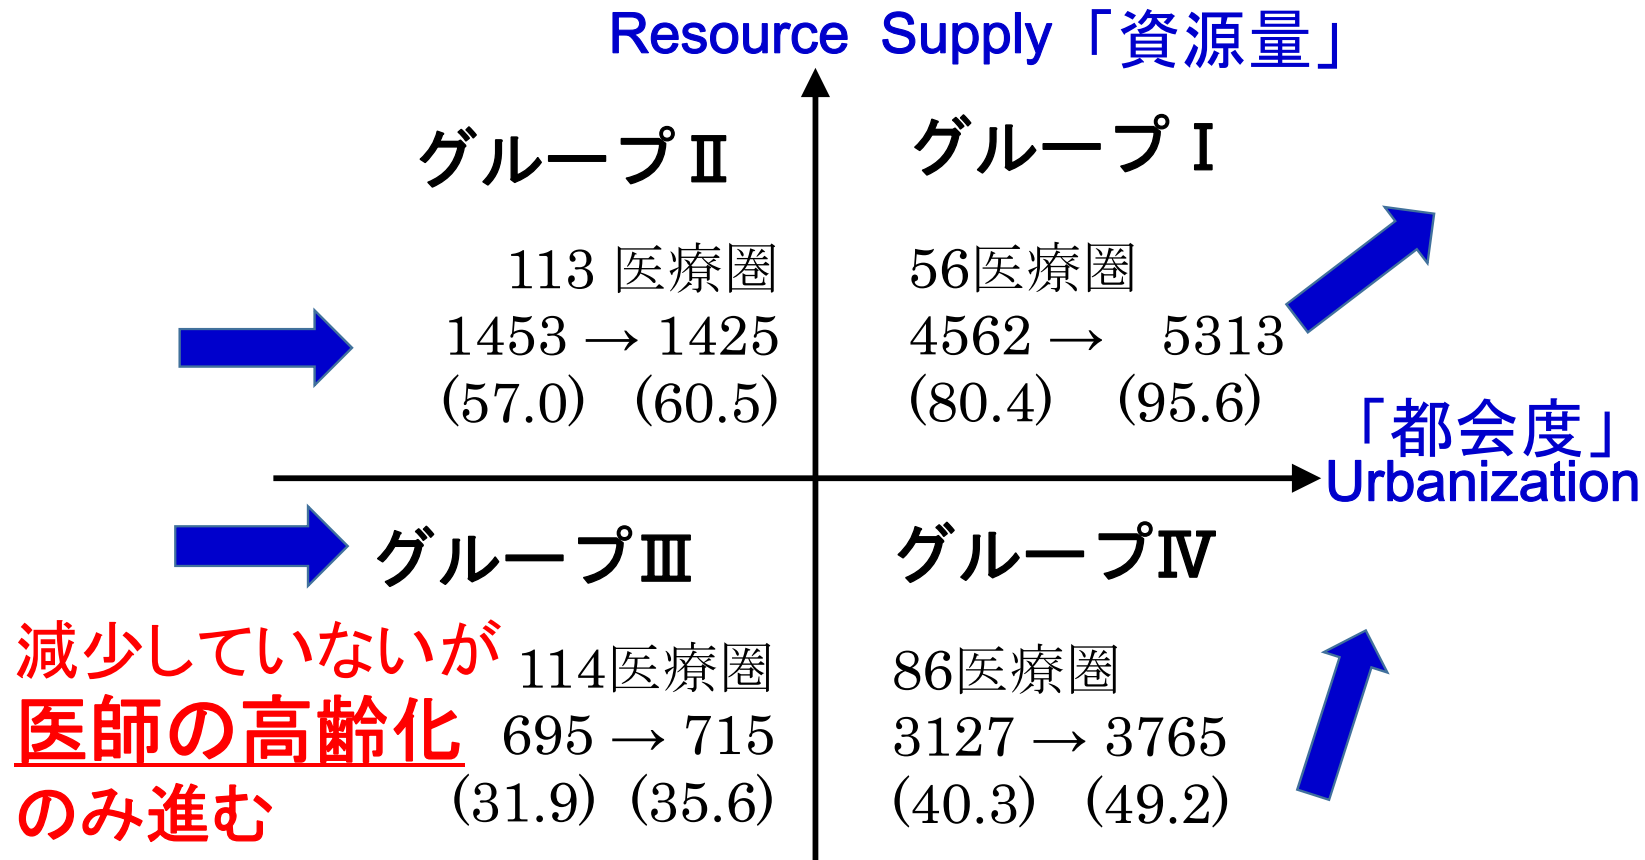 Resource Supply「資源量」
グループⅡ
113 医療圏
1453 → 1425
(57.0) (60.5)
グループⅠ
56医療圏
4562 → 5313
(80.4) (95.6)
「都会度」
Urbanization
グループⅢ
減少していないが
医師の高齢化
のみ進む
114医療圏
695 → 715
(31.9) (35.6)
グループⅣ
86医療圏
3127 → 3765
(40.3) (49.2)